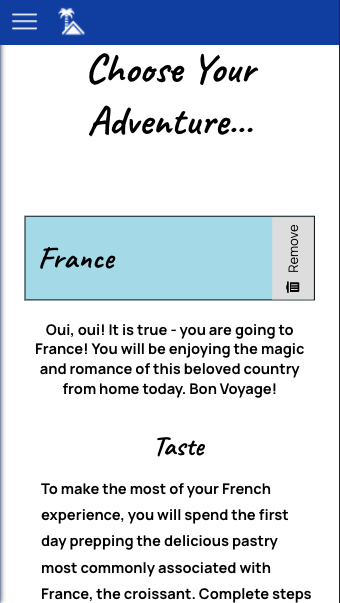 Choose Your
Adventure...
France
Remove
Oui, oui! It is true - you are going to
France! You will be enjoying the magic
and romance of this beloved country
from home today. Bon Voyage!
Taste
To make the most of your French
experience, you will spend the first
day prepping the delicious pastry
most commonly associated with
France, the croissant. Complete steps